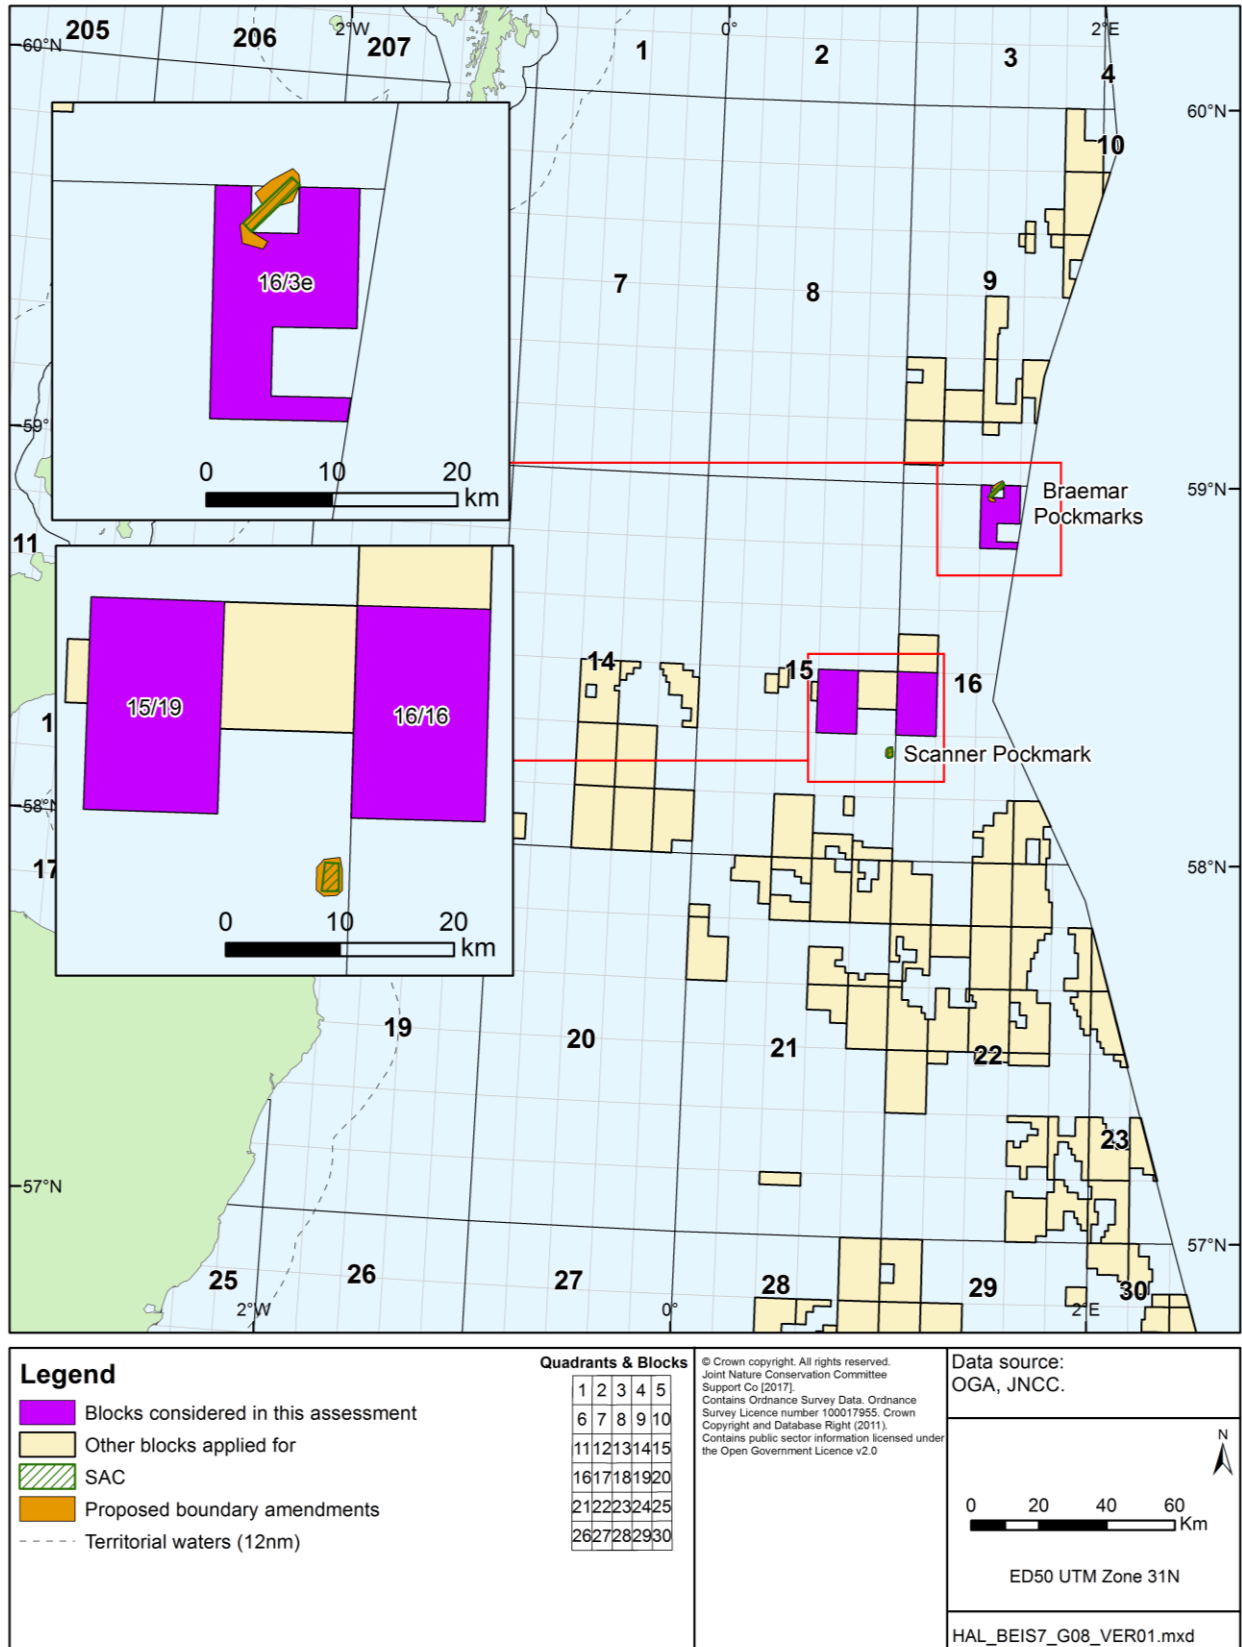 205
206
2°W
207
1
0°
2
3
2°E
4
60°N
60°N
10
16/3e
7
8
9
0 10 20
km
59°
59°N
Braemar
Pockmarks
11
14
15
16
15/19
16/16
1
Scanner Pockmark
58°N
58°N
17
0 10 20
km
19
20
21
22
23
57°N
57°N
25
26
27
28
29
30
2°W
0°
2°E
Legend
Blocks considered in this assessment
Other blocks applied for
SAC
Proposed boundary amendments
Territorial waters (12nm)
Quadrants & Blocks
1 2 3 4 5
6 7 8 9 10
11 12 13 14 15
16 17 18 19 20
21 22 23 24 25
26 27 28 29 30
© Crown copyright. All rights reserved.
Joint Nature Conservation Committee
Support Co [2017].
Contains Ordnance Survey Data. Ordnance
Survey Licence number 100017955. Crown
Copyright and Database Right (2011).
Contains public sector information licensed under
the Open Government Licence v2.0
Data source:
OGA, JNCC.
N
0 20 40 60
Km
ED50 UTM Zone 31N
HAL_BEIS7_G08_VER01.mxd